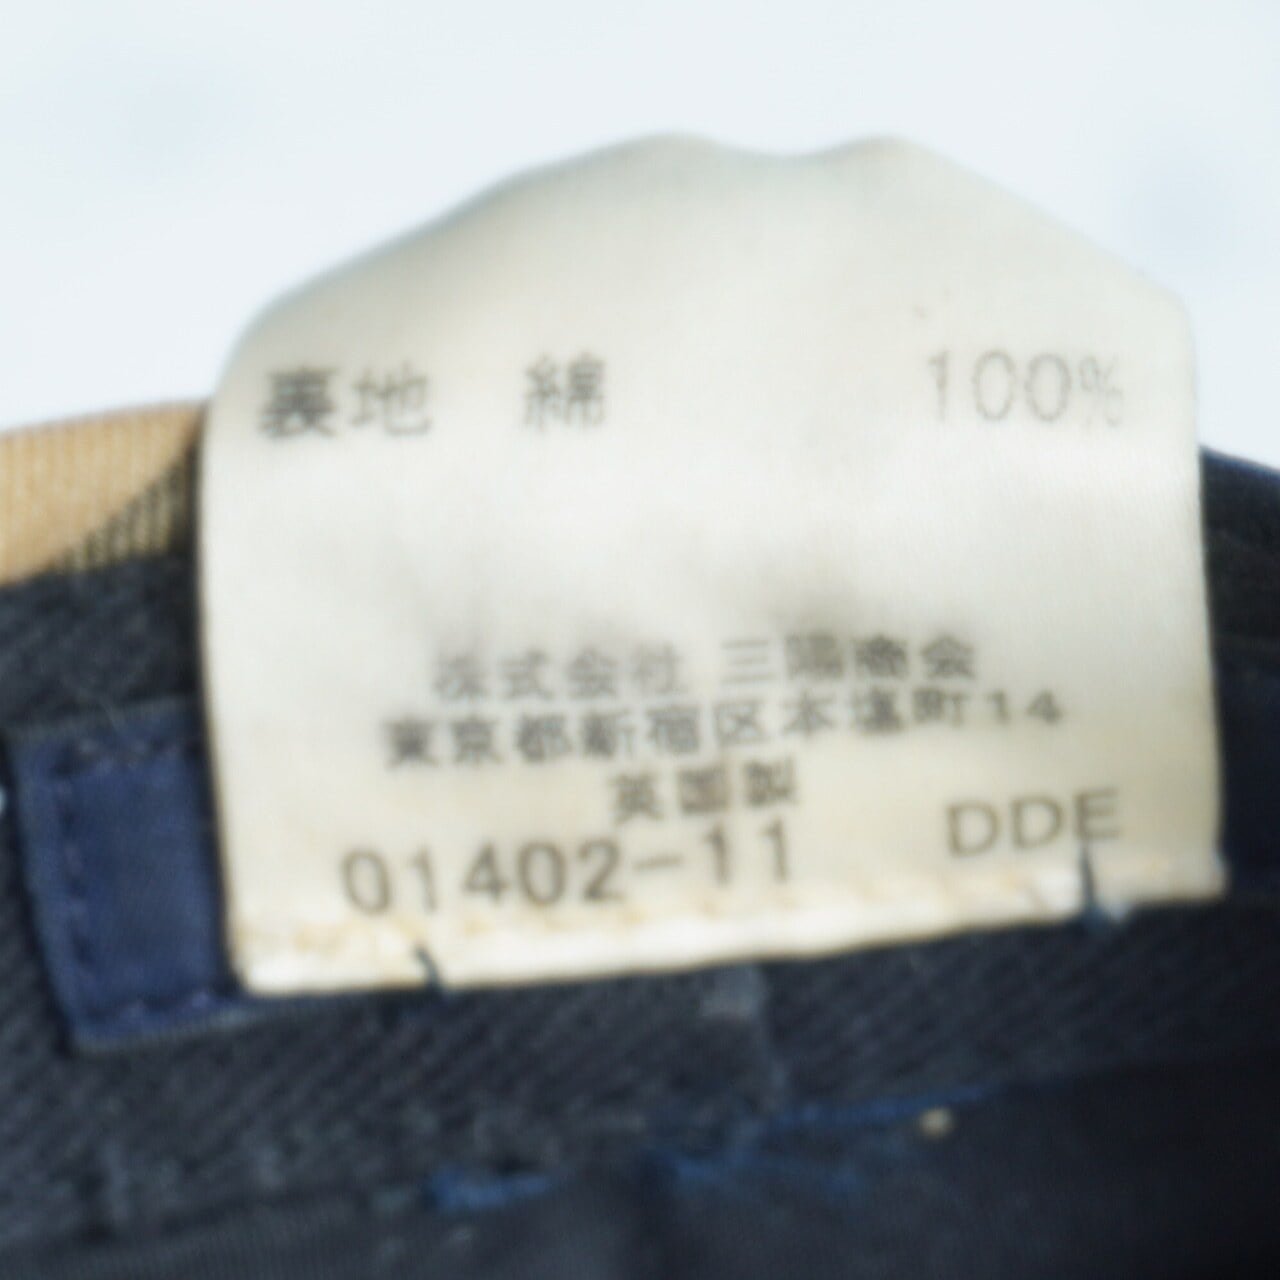 裏地 綿 100%
株式会社 三陽商会
東京都新宿区本塩町14
英国製
01402-11 DDE